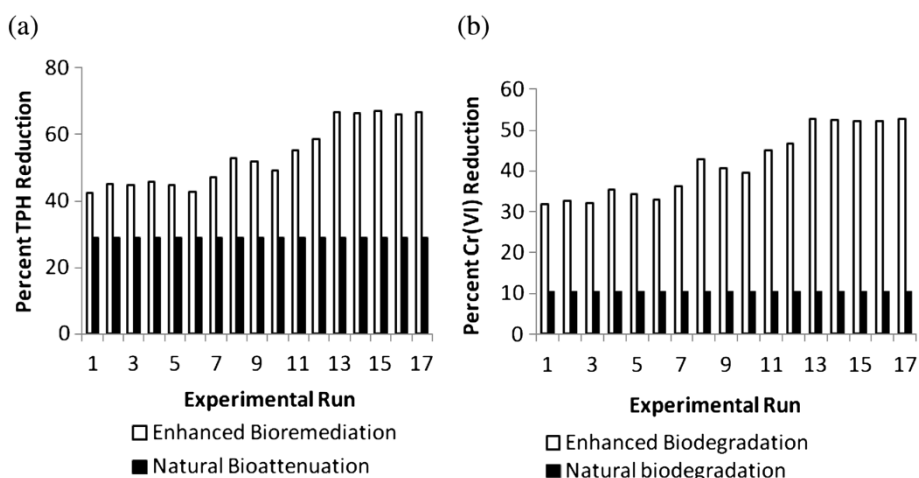 (a)
(b)
Percent TPH Reduction
80
60
40
20
0
1 3 5 7 9 11 13 15 17
Experimental Run
Enhanced Bioremediation
Natural Bioattenuation
Percent Cr(VI) Reduction
60
50
40
30
20
10
0
1 3 5 7 9 11 13 15 17
Experimental Run
Enhanced Biodegradation
Natural biodegradation